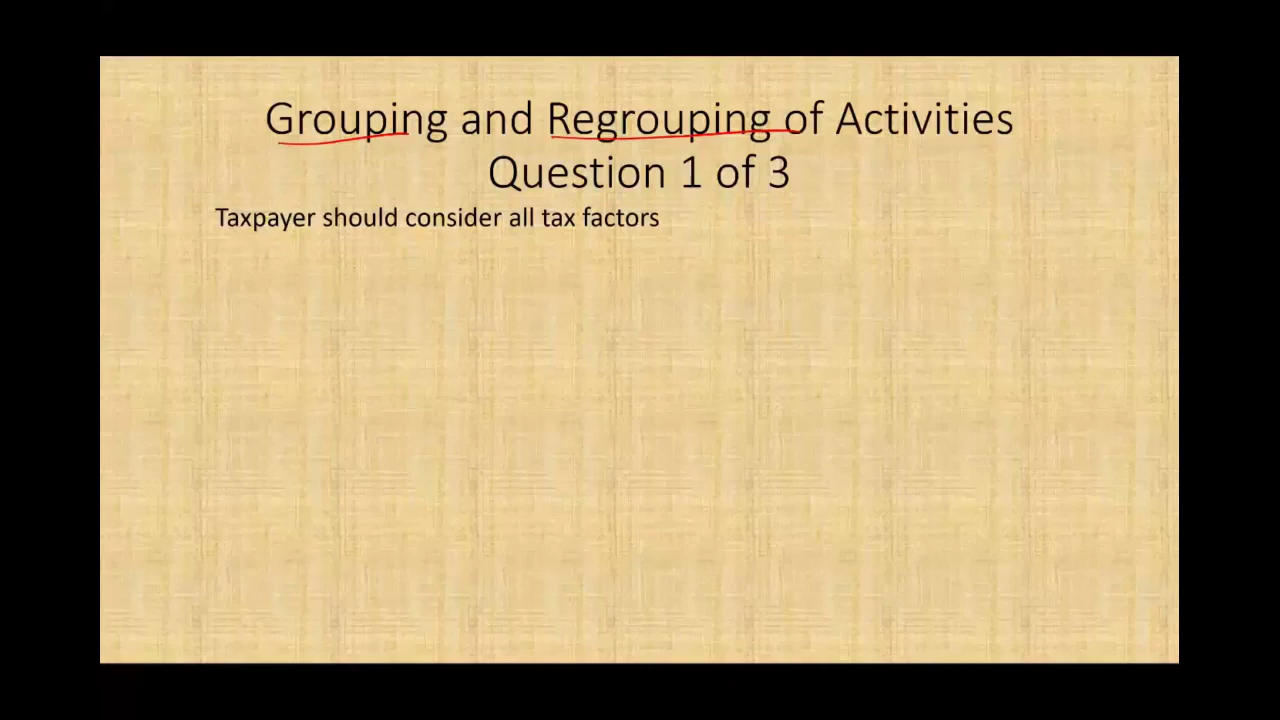 Grouping and Regrouping of Activities
Question 1 of 3
Taxpayer should consider all tax factors